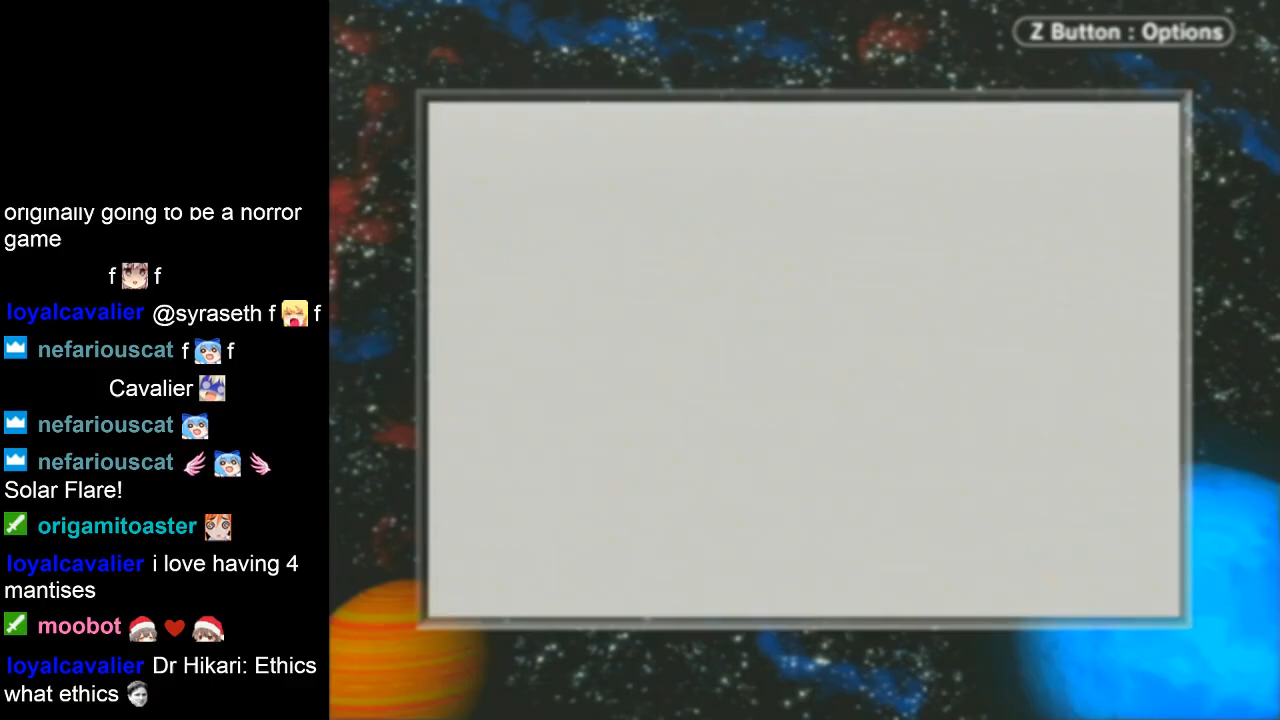 Z Button : Options
originally going to be a horror
game
f f
loyalcavalier @syraseth f f
nefariouscat f f
Cavalier
nefariouscat
nefariouscat
Solar Flare!
origamitoaster
loyalcavalier i love having 4
mantises
moobot
loyalcavalier Dr Hikari: Ethics
what ethics